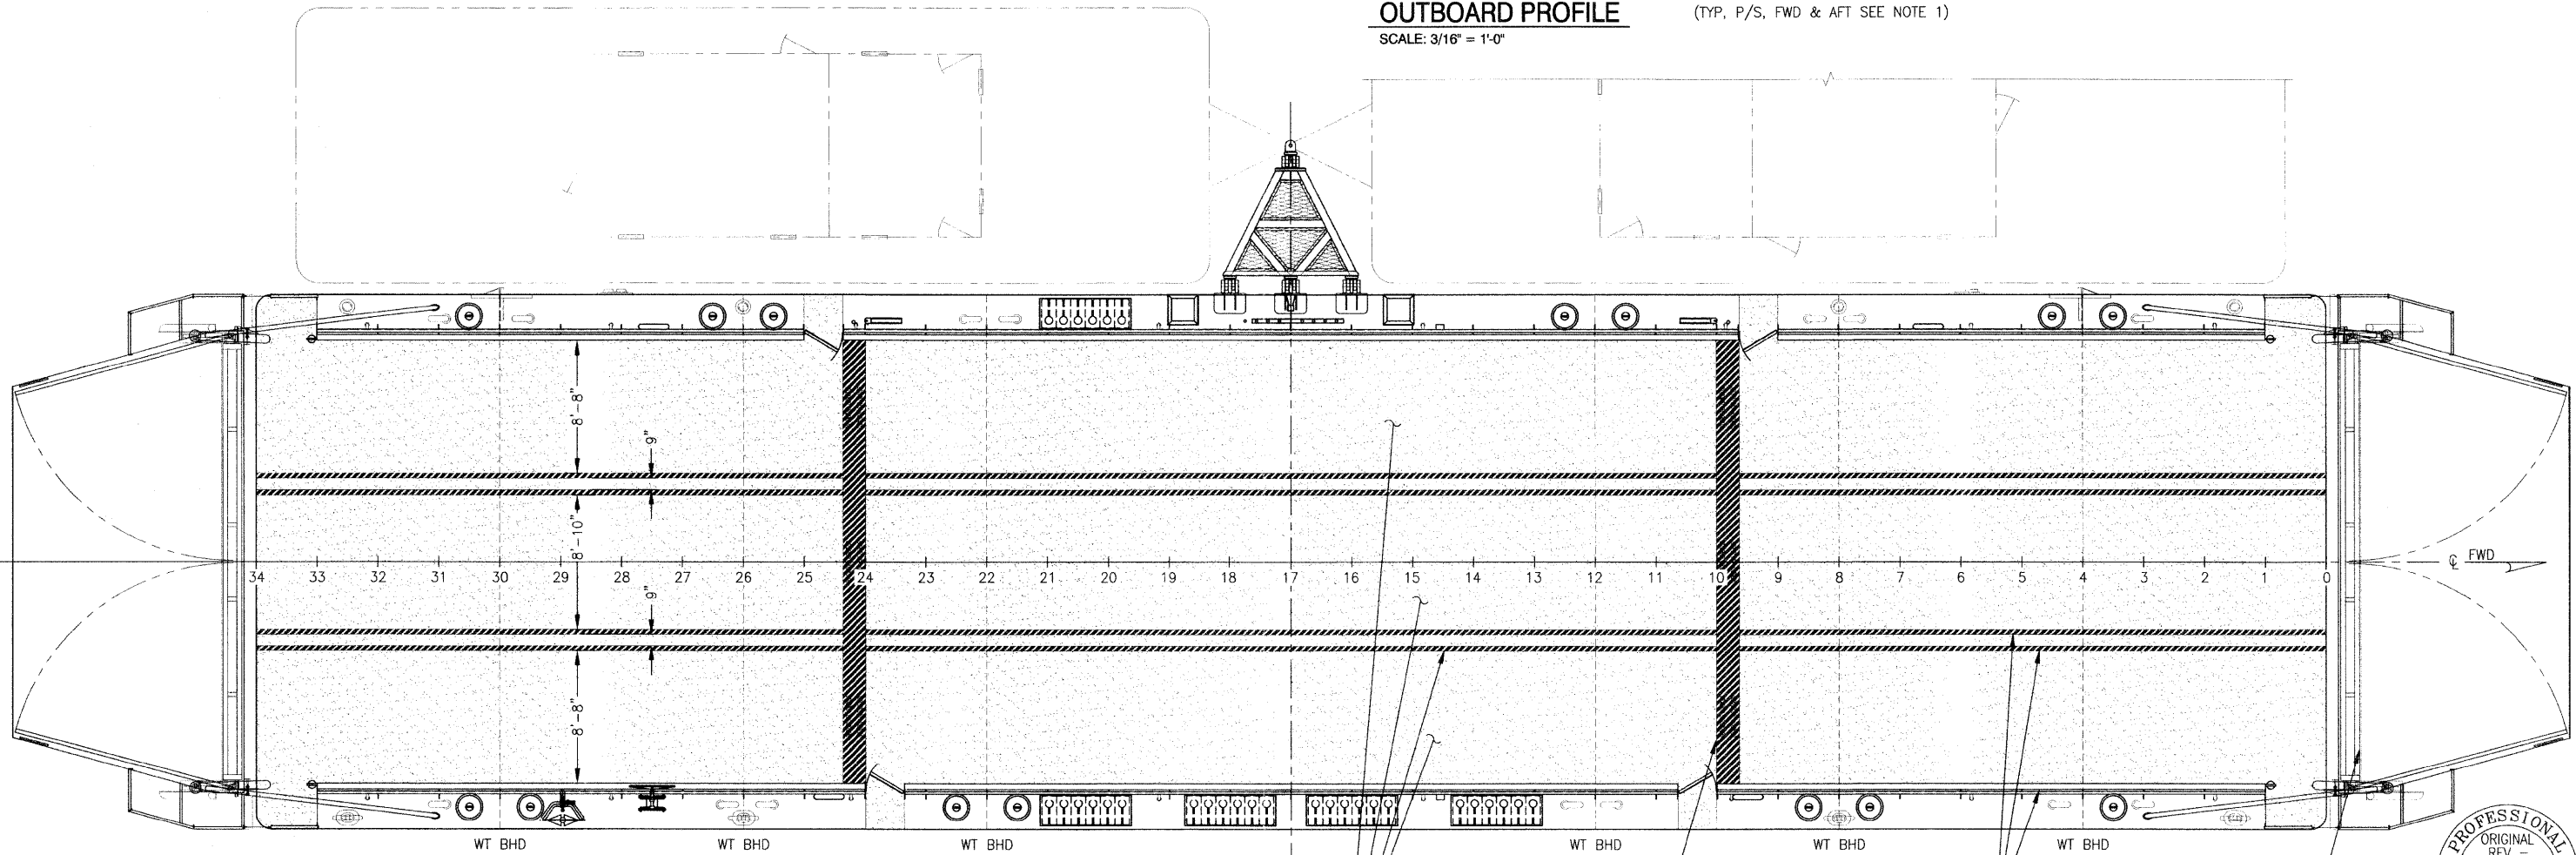 OUTBOARD PROFILE
(TYP, P/S, FWD & AFT SEE NOTE 1)
SCALE: 3/16" = 1'-0"
8'-8"
9"
8'-10"
FWD
34 33 32 31 30 29 28 27 26 25 24 23 22 21 20 19 18 17 16 15 14 13 12 11 10 9 8 7 6 5 4 3 2 1 0
9"
8'-8"
WT BHD WT BHD WT BHD WT BHD WT BHD WT BHD
PROFESSIONAL
ORIGINAL
REV –